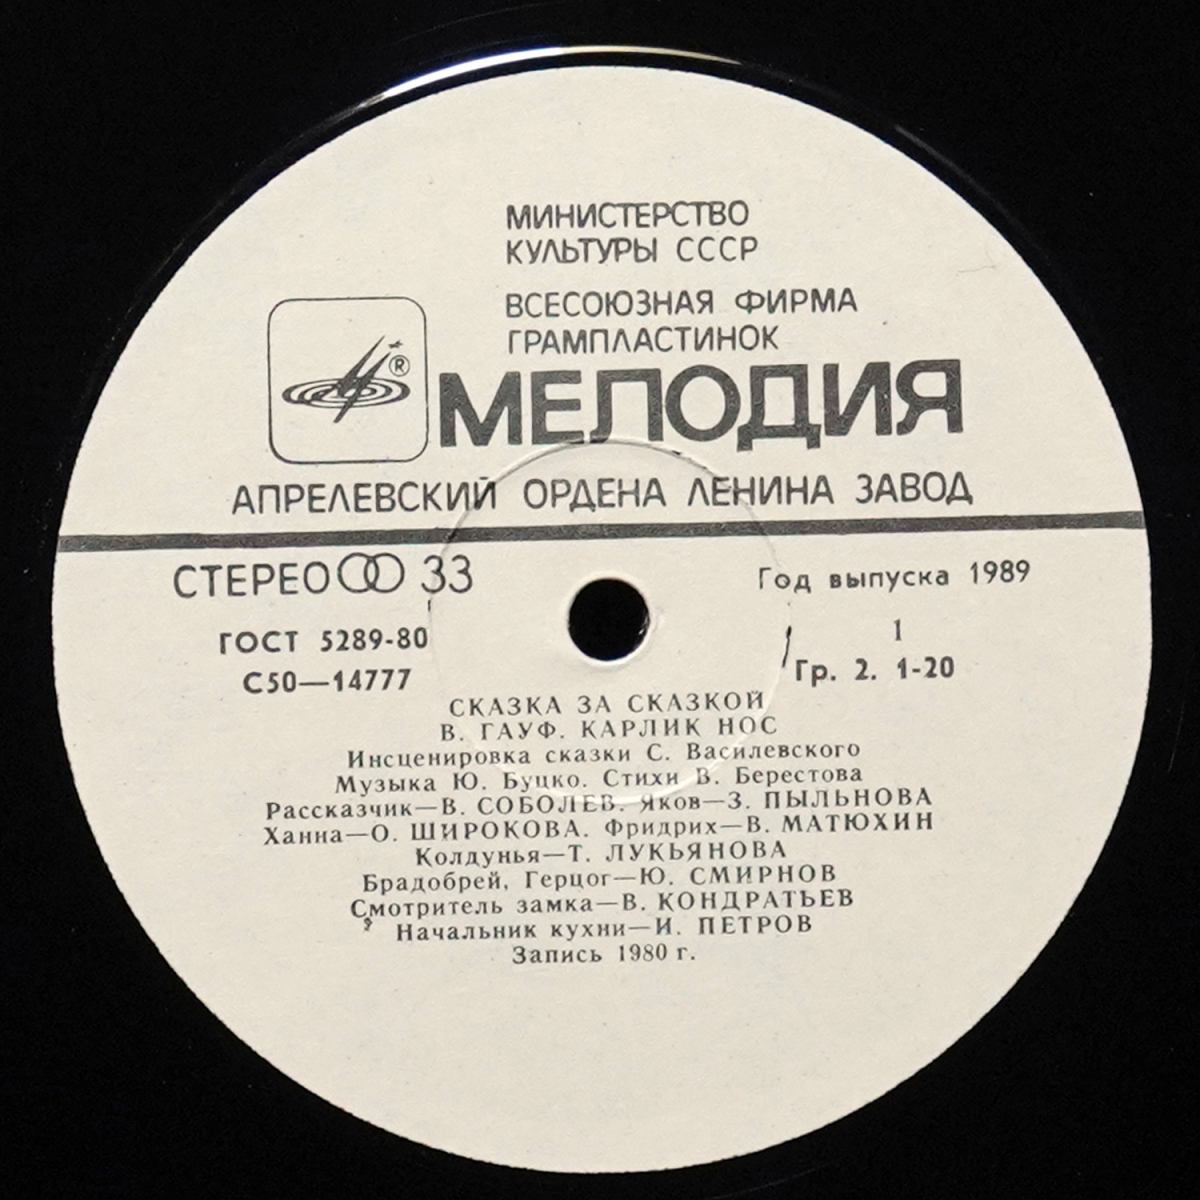 МИНИСТЕРСТВО
КУЛЬТУРЫ СССР
ВСЕСОЮЗНАЯ ФИРМА
ГРАМПЛАСТИНОК
®
МЕЛОДИЯ
АПРЕЛЕВСКИЙ ОРДЕНА ЛЕНИНА ЗАВОД
СТЕРЕО 33
Год выпуска 1989
ГОСТ 5289-80
1
С50—14777
Гр. 2. 1-20
СКАЗКА ЗА СКАЗКОЙ
В. ГАУФ. КАРЛИК НОС
Инсценировка сказки С. Василевского
Музыка Ю. Буцко. Стихи В. Берестова
Рассказчик—В. СОБОЛЕВ. Яков—З. ПЫЛЬНОВА
Ханна—О. ШИРОКОВА. Фридрих—В. МАТЮХИН
Колдунья—Т. ЛУКЬЯНОВА
Брадобрей, Герцог—Ю. СМИРНОВ
Смотритель замка—В. КОНДРАТЬЕВ
Начальник кухни—И. ПЕТРОВ
Запись 1980 г.